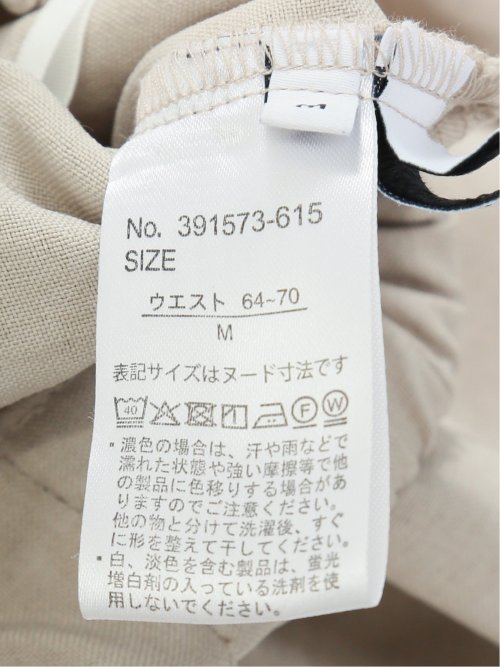 No. 391573-615
SIZE
ウエスト 64~70
M
表記サイズはヌード寸法です
40 F W
・濃色の場合は、汗や雨などで
濡れた状態や強い摩擦等で他
の製品に色移りする場合があ
りますのでご注意ください。
他の物と分けて洗濯後、すぐ
に形を整えて干してください。
・白、淡色を含む製品は、蛍光
増白剤の入っている洗剤を使
用しないでください。